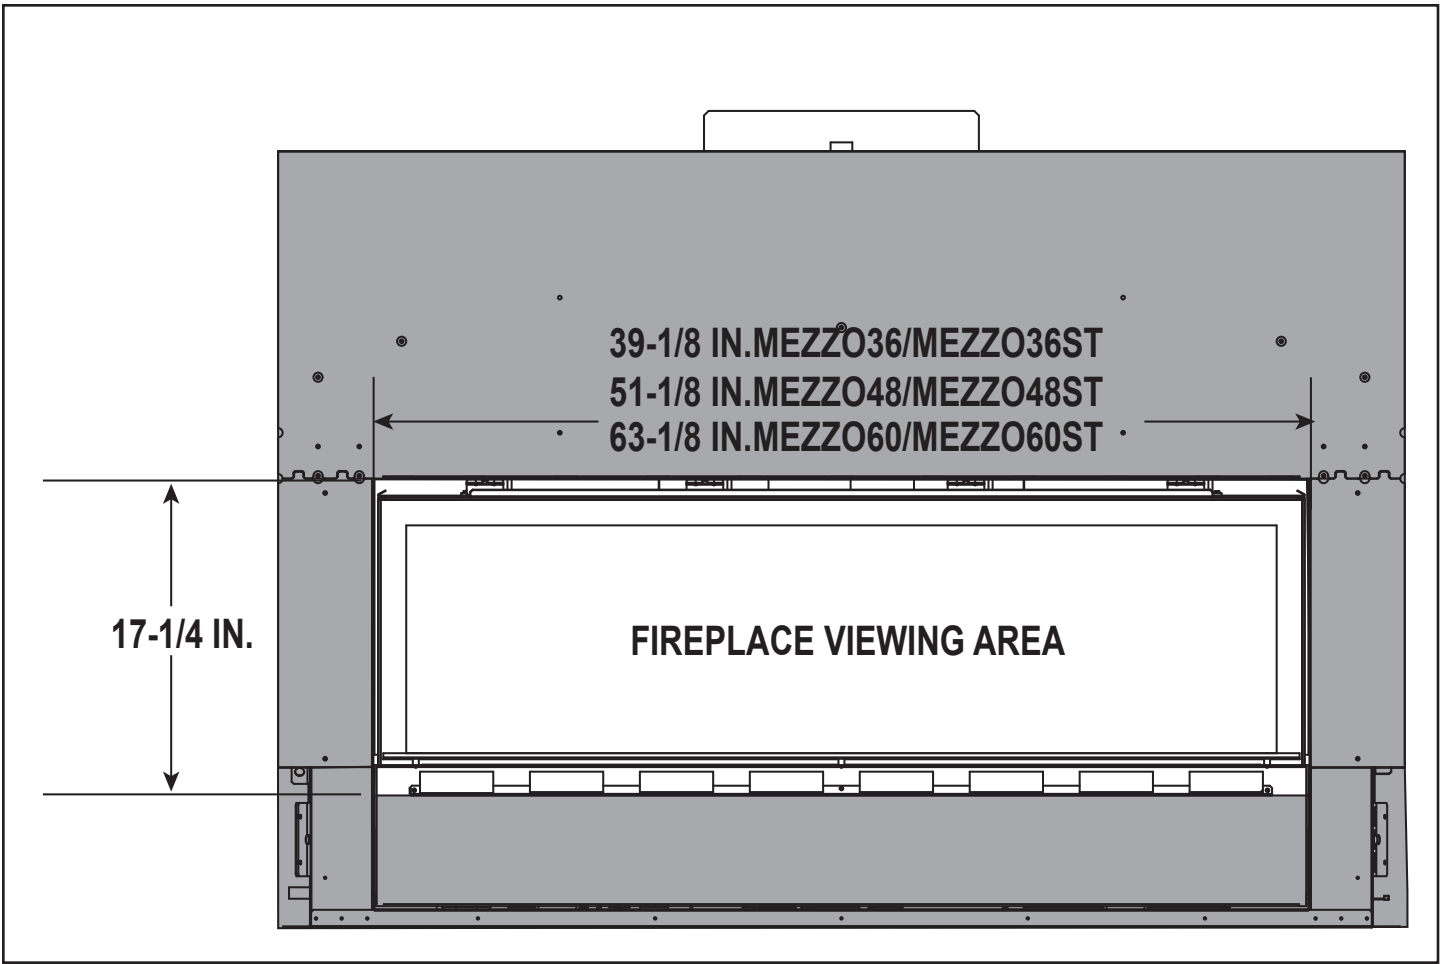 39-1/8 IN.MEZZO36/MEZZO36ST
51-1/8 IN.MEZZO48/MEZZO48ST
63-1/8 IN.MEZZO60/MEZZO60ST
17-1/4 IN.
FIREPLACE VIEWING AREA